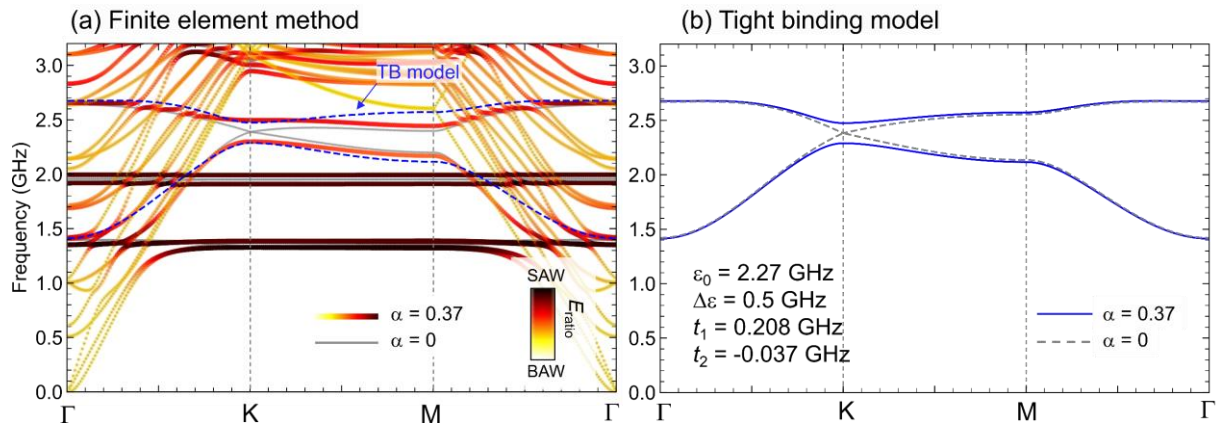 (a) Finite element method
Frequency (GHz)
3.0
2.5
2.0
1.5
1.0
0.5
0.0
TB model
SAW
Eratio
BAW
α = 0.37
α = 0
Γ
K
M
Γ
(b) Tight binding model
3.0
2.5
2.0
1.5
1.0
0.5
0.0
ε0 = 2.27 GHz
Δε = 0.5 GHz
t1 = 0.208 GHz
t2 = -0.037 GHz
α = 0.37
α = 0
Γ
K
M
Γ